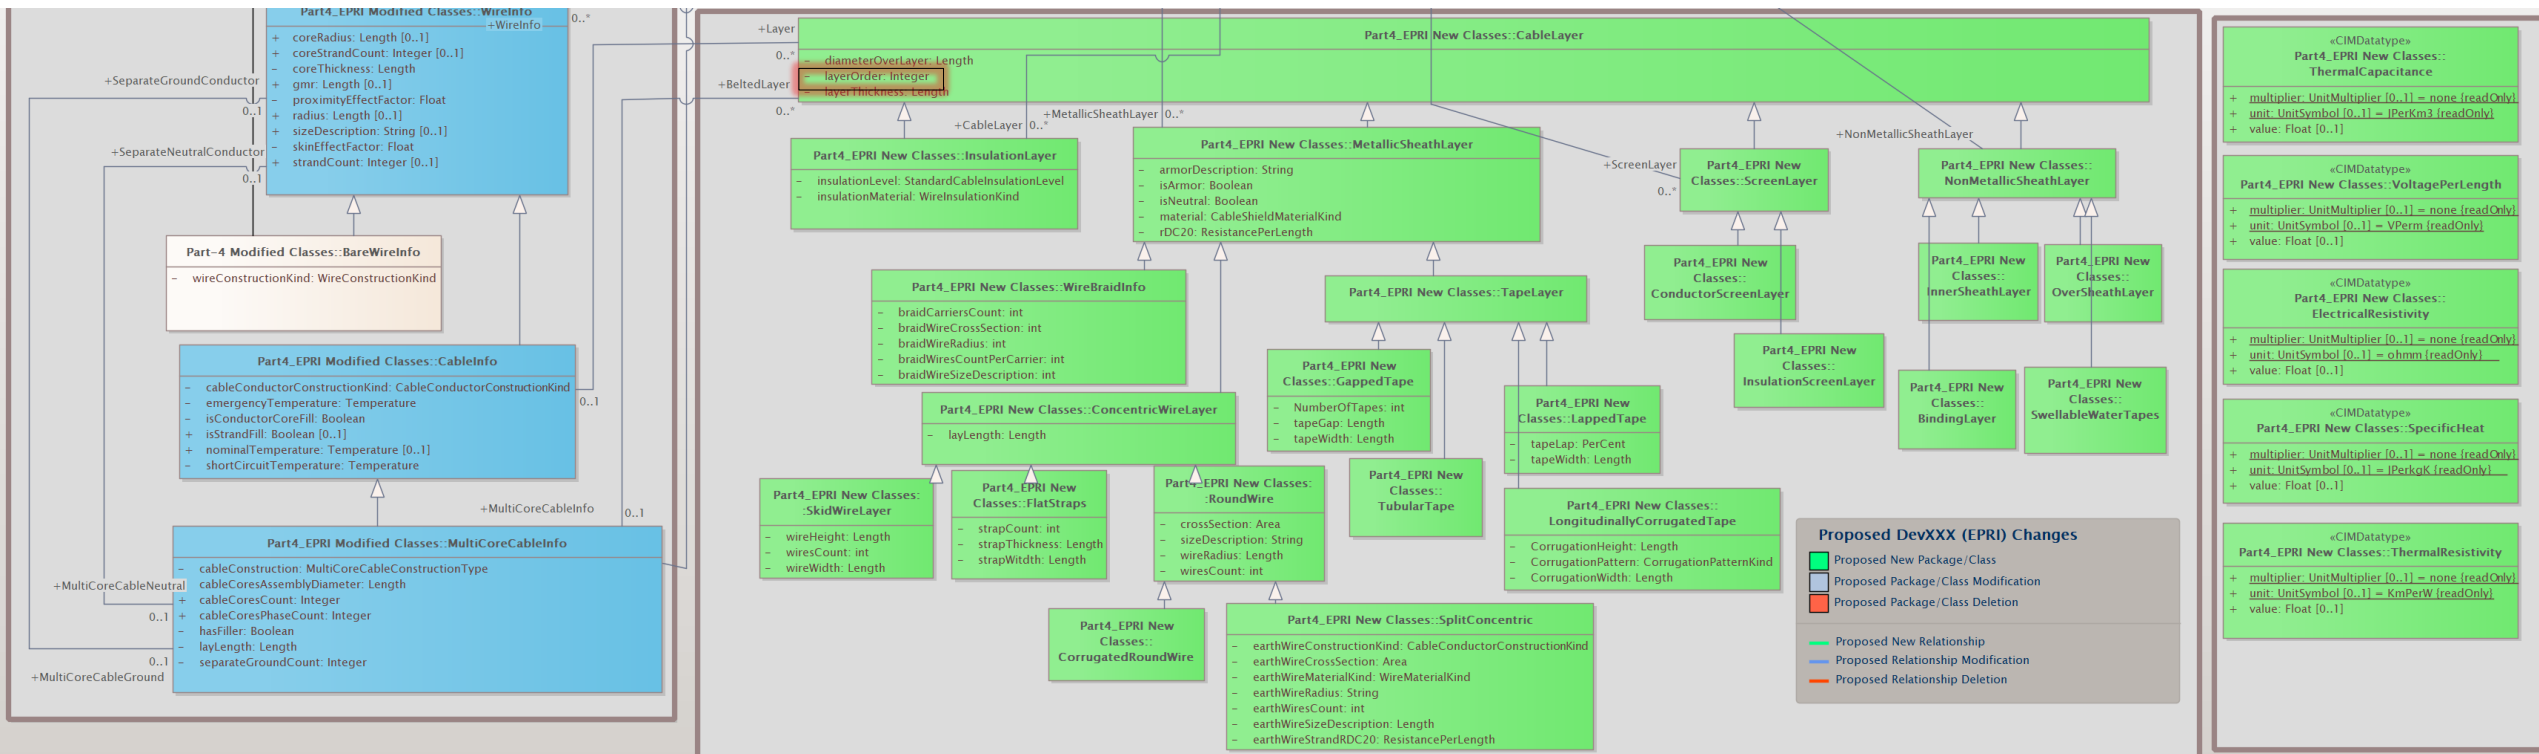 Part4_EPRI Modified Classes::WireInfo
+WireInfo
0..*
+ coreRadius: Length [0..1]
+ coreStrandCount: Integer [0..1]
- coreThickness: Length
+ gmr: Length [0..1]
- proximityEffectFactor: Float
+ radius: Length [0..1]
+ sizeDescription: String [0..1]
- skinEffectFactor: Float
+ strandCount: Integer [0..1]
+SeparateGroundConductor
0..1
+SeparateNeutralConductor
0..1
Part-4 Modified Classes::BareWireInfo
- wireConstructionKind: WireConstructionKind
Part4_EPRI Modified Classes::CableInfo
- cableConductorConstructionKind: CableConductorConstructionKind
- emergencyTemperature: Temperature
- isConductorCoreFill: Boolean
+ isStrandFill: Boolean [0..1]
+ nominalTemperature: Temperature [0..1]
- shortCircuitTemperature: Temperature
0..1
+MultiCoreCableInfo
0..1
Part4_EPRI Modified Classes::MultiCoreCableInfo
- cableConstruction: MultiCoreCableConstructionType
- cableCoresAssemblyDiameter: Length
+ cableCoresCount: Integer
+ cableCoresPhaseCount: Integer
- hasFiller: Boolean
- layLength: Length
- separateGroundCount: Integer
+MultiCoreCableNeutral
0..1
0..1
+MultiCoreCableGround
+Layer
0..*
+BeltedLayer
0..*
Part4_EPRI New Classes::CableLayer
- diameterOverLayer: Length
- layerOrder: Integer
- layerThickness: Length
+CableLayer 0..*
+MetallicSheathLayer 0..*
+ScreenLayer
0..*
+NonMetallicSheathLayer
Part4_EPRI New Classes::InsulationLayer
- insulationLevel: StandardCableInsulationLevel
- insulationMaterial: WireInsulationKind
Part4_EPRI New Classes::MetallicSheathLayer
- armorDescription: String
- isArmor: Boolean
- isNeutral: Boolean
- material: CableShieldMaterialKind
- rDC20: ResistancePerLength
Part4_EPRI New
Classes::ScreenLayer
Part4_EPRI New Classes::
NonMetallicSheathLayer
Part4_EPRI New Classes::WireBraidInfo
- braidCarriersCount: int
- braidWireCrossSection: int
- braidWireRadius: int
- braidWiresCountPerCarrier: int
- braidWireSizeDescription: int
Part4_EPRI New Classes::TapeLayer
Part4_EPRI New
Classes::
ConductorScreenLayer
Part4_EPRI New
Classes::
InsulationScreenLayer
Part4_EPRI New
Classes::
InnerSheathLayer
Part4_EPRI New
Classes::
OverSheathLayer
Part4_EPRI New
Classes::
BindingLayer
Part4_EPRI New
Classes::
SwellableWaterTapes
Part4_EPRI New Classes::ConcentricWireLayer
- layLength: Length
Part4_EPRI New
Classes::GappedTape
- NumberOfTapes: int
- tapeGap: Length
- tapeWidth: Length
Part4_EPRI New
Classes::LappedTape
- tapeLap: PerCent
- tapeWidth: Length
Part4_EPRI New Classes:
:SkidWireLayer
- wireHeight: Length
- wiresCount: int
- wireWidth: Length
Part4_EPRI New
Classes::FlatStraps
- strapCount: int
- strapThickness: Length
- strapWitdth: Length
Part4_EPRI New Classes:
:RoundWire
- crossSection: Area
- sizeDescription: String
- wireRadius: Length
- wiresCount: int
Part4_EPRI New
Classes::
TubularTape
Part4_EPRI New Classes::
LongitudinallyCorrugatedTape
- CorrugationHeight: Length
- CorrugationPattern: CorrugationPatternKind
- CorrugationWidth: Length
Part4_EPRI New
Classes::
CorrugatedRoundWire
Part4_EPRI New Classes::SplitConcentric
- earthWireConstructionKind: CableConductorConstructionKind
- earthWireCrossSection: Area
- earthWireMaterialKind: WireMaterialKind
- earthWireRadius: String
- earthWiresCount: int
- earthWireSizeDescription: Length
- earthWireStrandRDC20: ResistancePerLength
Proposed DevXXX (EPRI) Changes
Proposed New Package/Class
Proposed Package/Class Modification
Proposed Package/Class Deletion
Proposed New Relationship
Proposed Relationship Modification
Proposed Relationship Deletion
«CIMDatatype»
Part4_EPRI New Classes::
ThermalCapacitance
+ multiplier: UnitMultiplier [0..1] = none {readOnly}
+ unit: UnitSymbol [0..1] = JPerKm3 {readOnly}
+ value: Float [0..1]
«CIMDatatype»
Part4_EPRI New Classes::VoltagePerLength
+ multiplier: UnitMultiplier [0..1] = none {readOnly}
+ unit: UnitSymbol [0..1] = VPerm {readOnly}
+ value: Float [0..1]
«CIMDatatype»
Part4_EPRI New Classes::
ElectricalResistivity
+ multiplier: UnitMultiplier [0..1] = none {readOnly}
+ unit: UnitSymbol [0..1] = ohmm {readOnly}
+ value: Float [0..1]
«CIMDatatype»
Part4_EPRI New Classes::SpecificHeat
+ multiplier: UnitMultiplier [0..1] = none {readOnly}
+ unit: UnitSymbol [0..1] = JPerkgK {readOnly}
+ value: Float [0..1]
«CIMDatatype»
Part4_EPRI New Classes::ThermalResistivity
+ multiplier: UnitMultiplier [0..1] = none {readOnly}
+ unit: UnitSymbol [0..1] = KmPerW {readOnly}
+ value: Float [0..1]